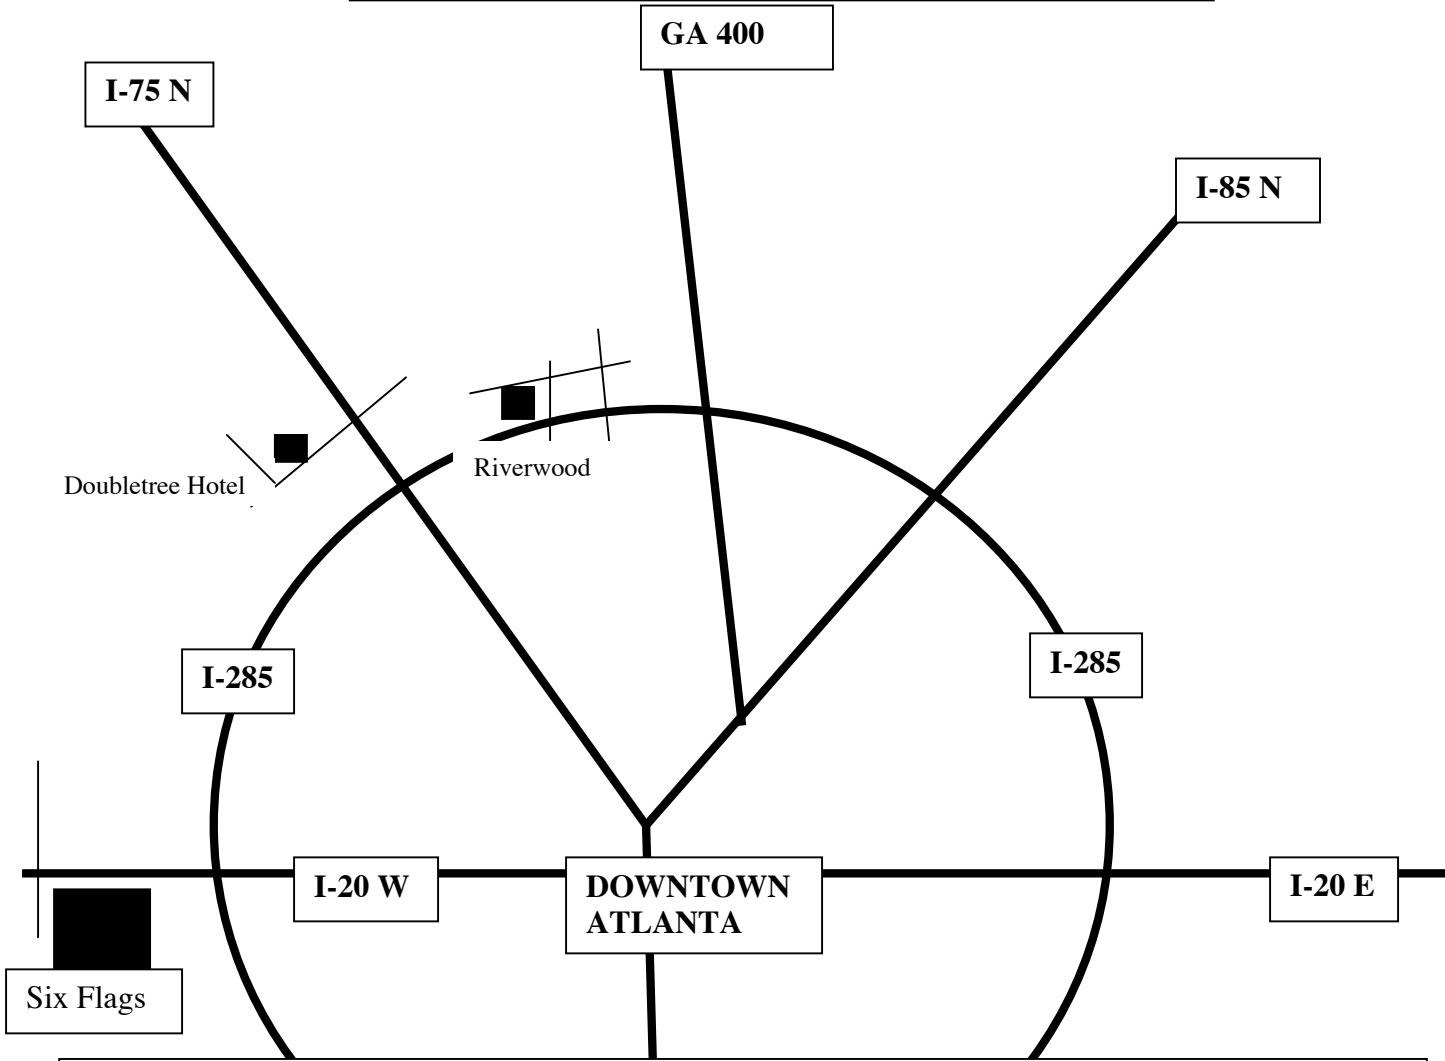 GA 400
I-75 N
I-85 N
Riverwood
Doubletree Hotel
I-285
I-285
I-20 W
DOWNTOWN
ATLANTA
I-20 E
Six Flags